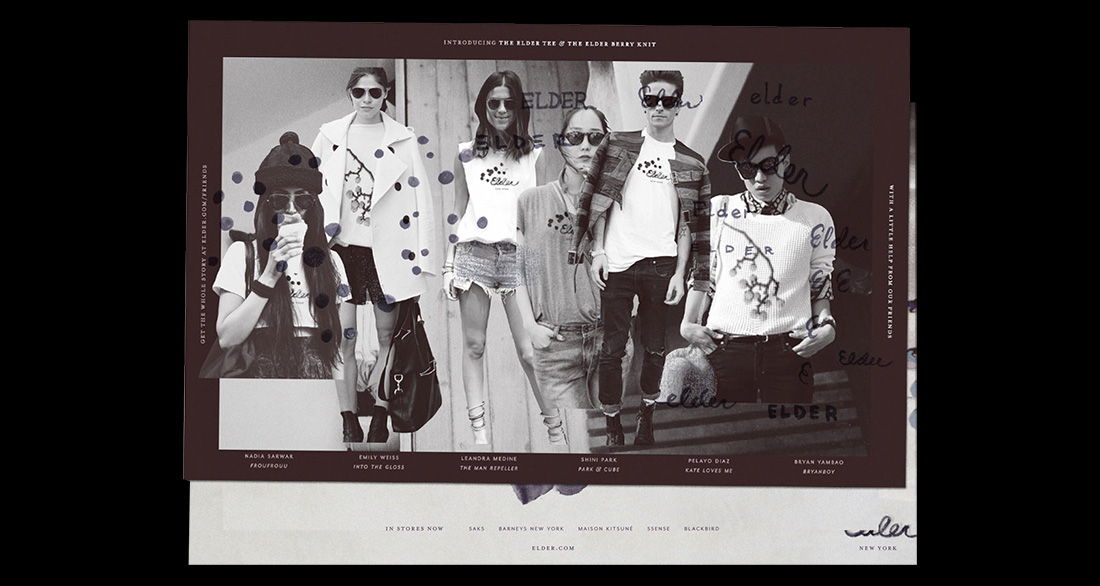 INTRODUCING THE ELDER TEE & THE ELDER BERRY KNIT
GET THE WHOLE STORY AT ELDER.COM/FRIENDS
WITH A LITTLE HELP FROM OUR FRIENDS
ELDER
Elder
elder
ELDER
Elder
Elder
Elder
Elder
Elder
ELDER
E
E
Elder
E
elder
ELDER
NADIA SARWAR
FROUFROUU
EMILY WEISS
INTO THE GLOSS
LEANDRA MEDINE
THE MAN REPELLER
SHINI PARK
PARK & CUBE
PELAYO DIAZ
KATE LOVES ME
BRYAN YAMBAO
BRYANBOY
IN STORES NOW SAKS BARNEYS NEW YORK MAISON KITSUNÉ SSENSE BLACKBIRD
ELDER.COM
NEW YORK